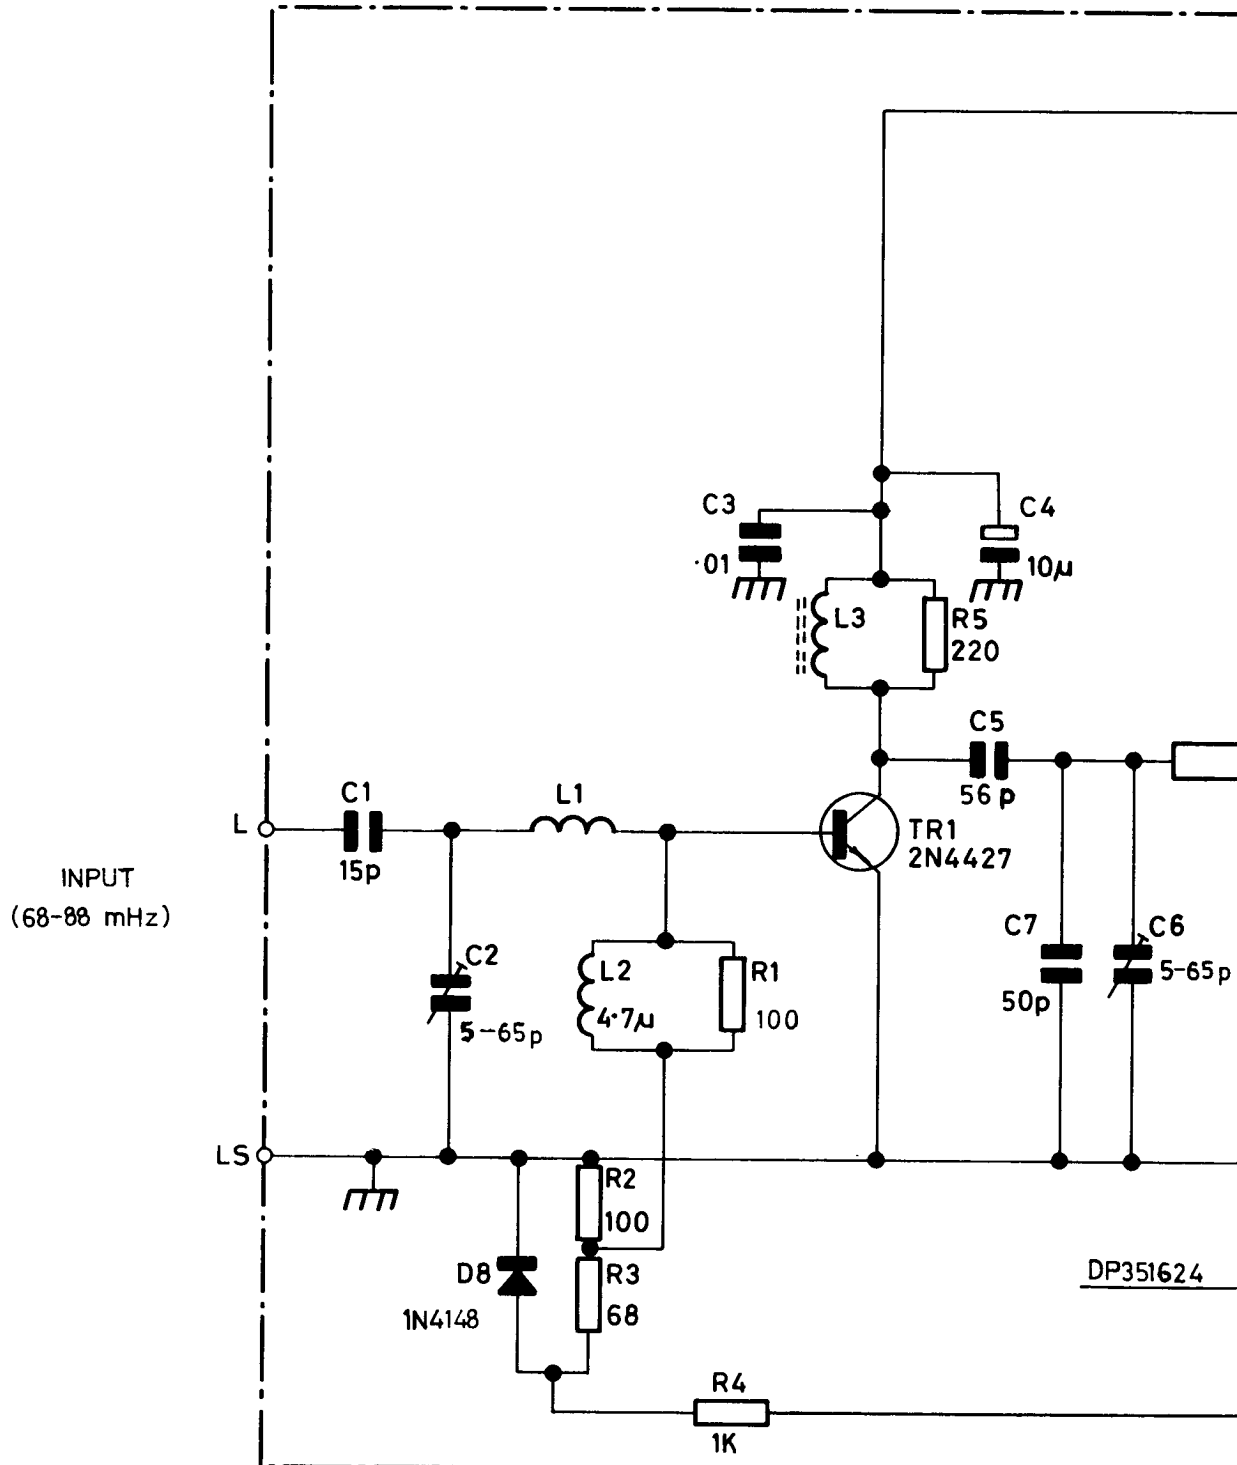 C3
·01
C4
10µ
L3
R5
220
C5
56p
C1
15p
L1
L
TR1
2N4427
INPUT
(68-88 mHz)
C2
5-65p
L2
4·7µ
R1
100
C7
50p
C6
5-65p
LS
R2
100
D8
1N4148
R3
68
DP351624
R4
1K